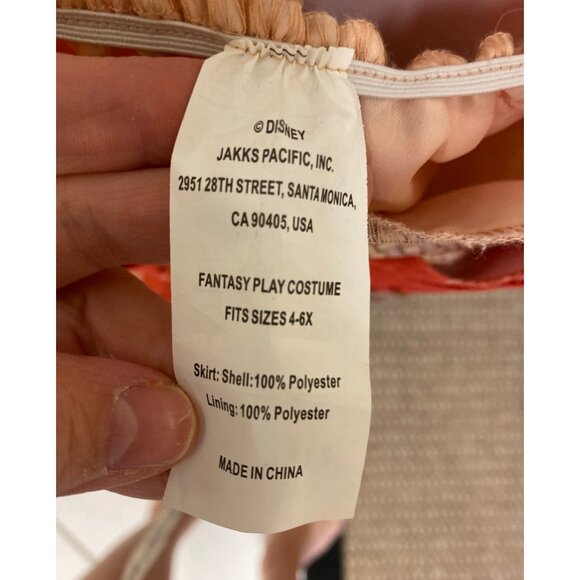 © DISNEY
JAKKS PACIFIC, INC.
2951 28TH STREET, SANTA MONICA,
CA 90405, USA
FANTASY PLAY COSTUME
FITS SIZES 4-6X
Skirt: Shell:100% Polyester
Lining: 100% Polyester
MADE IN CHINA